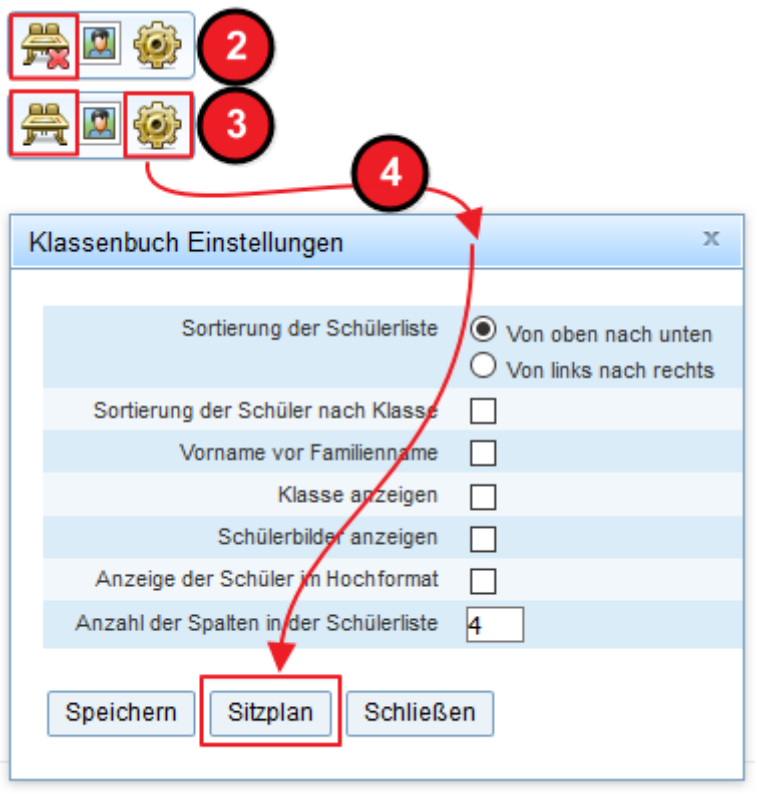 2
3
4
Klassenbuch Einstellungen x
Sortierung der Schülerliste Von oben nach unten
Von links nach rechts
Sortierung der Schüler nach Klasse
Vorname vor Familienname
Klasse anzeigen
Schülerbilder anzeigen
Anzeige der Schüler im Hochformat
Anzahl der Spalten in der Schülerliste 4
Speichern Sitzplan Schließen